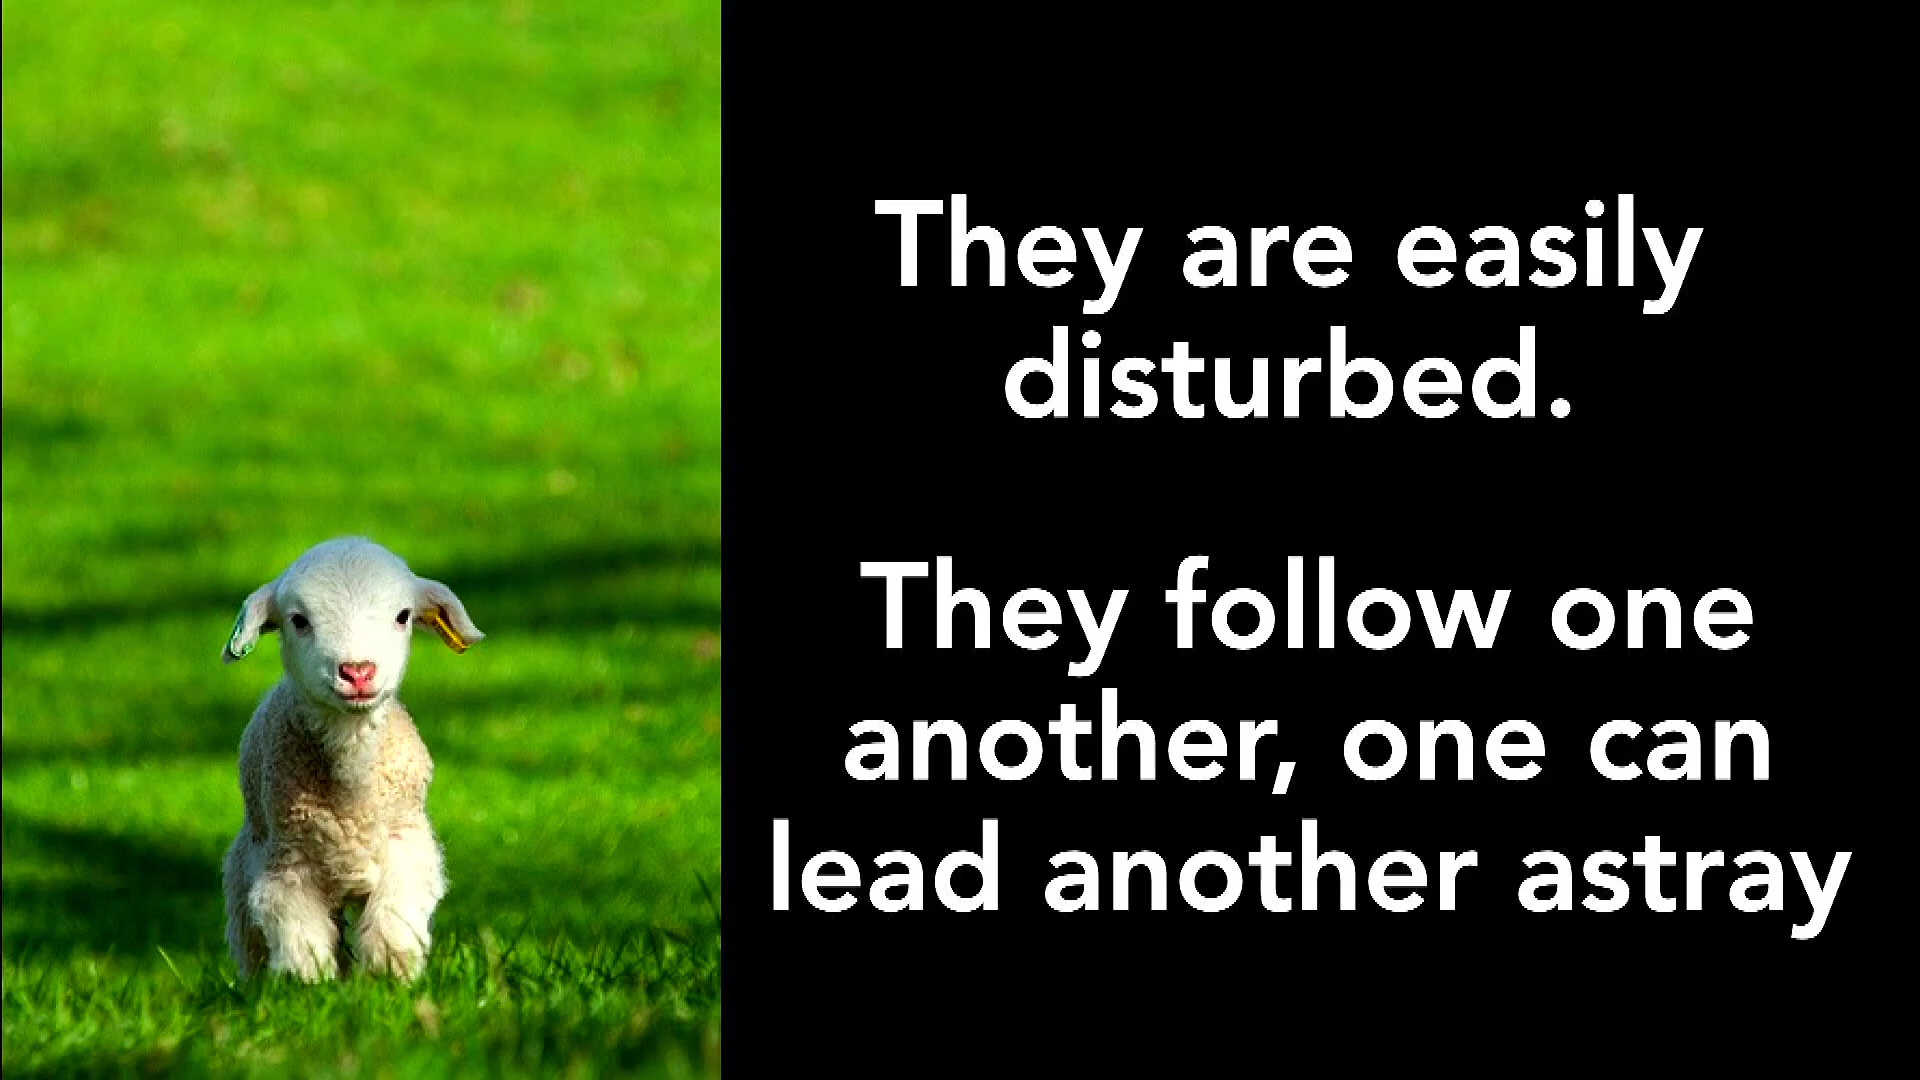 They are easily
disturbed.
They follow one
another, one can
lead another astray